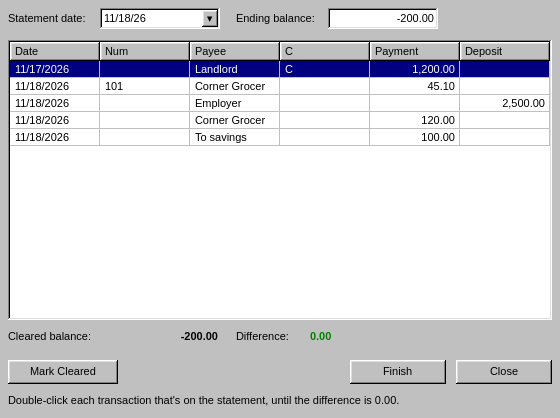 Statement date: 11/18/26 Ending balance: -200.00
Date Num Payee C Payment Deposit
11/17/2026 Landlord C 1,200.00
11/18/2026 101 Corner Grocer 45.10
11/18/2026 Employer 2,500.00
11/18/2026 Corner Grocer 120.00
11/18/2026 To savings 100.00
Cleared balance: -200.00 Difference: 0.00
Mark Cleared Finish Close
Double-click each transaction that's on the statement, until the difference is 0.00.